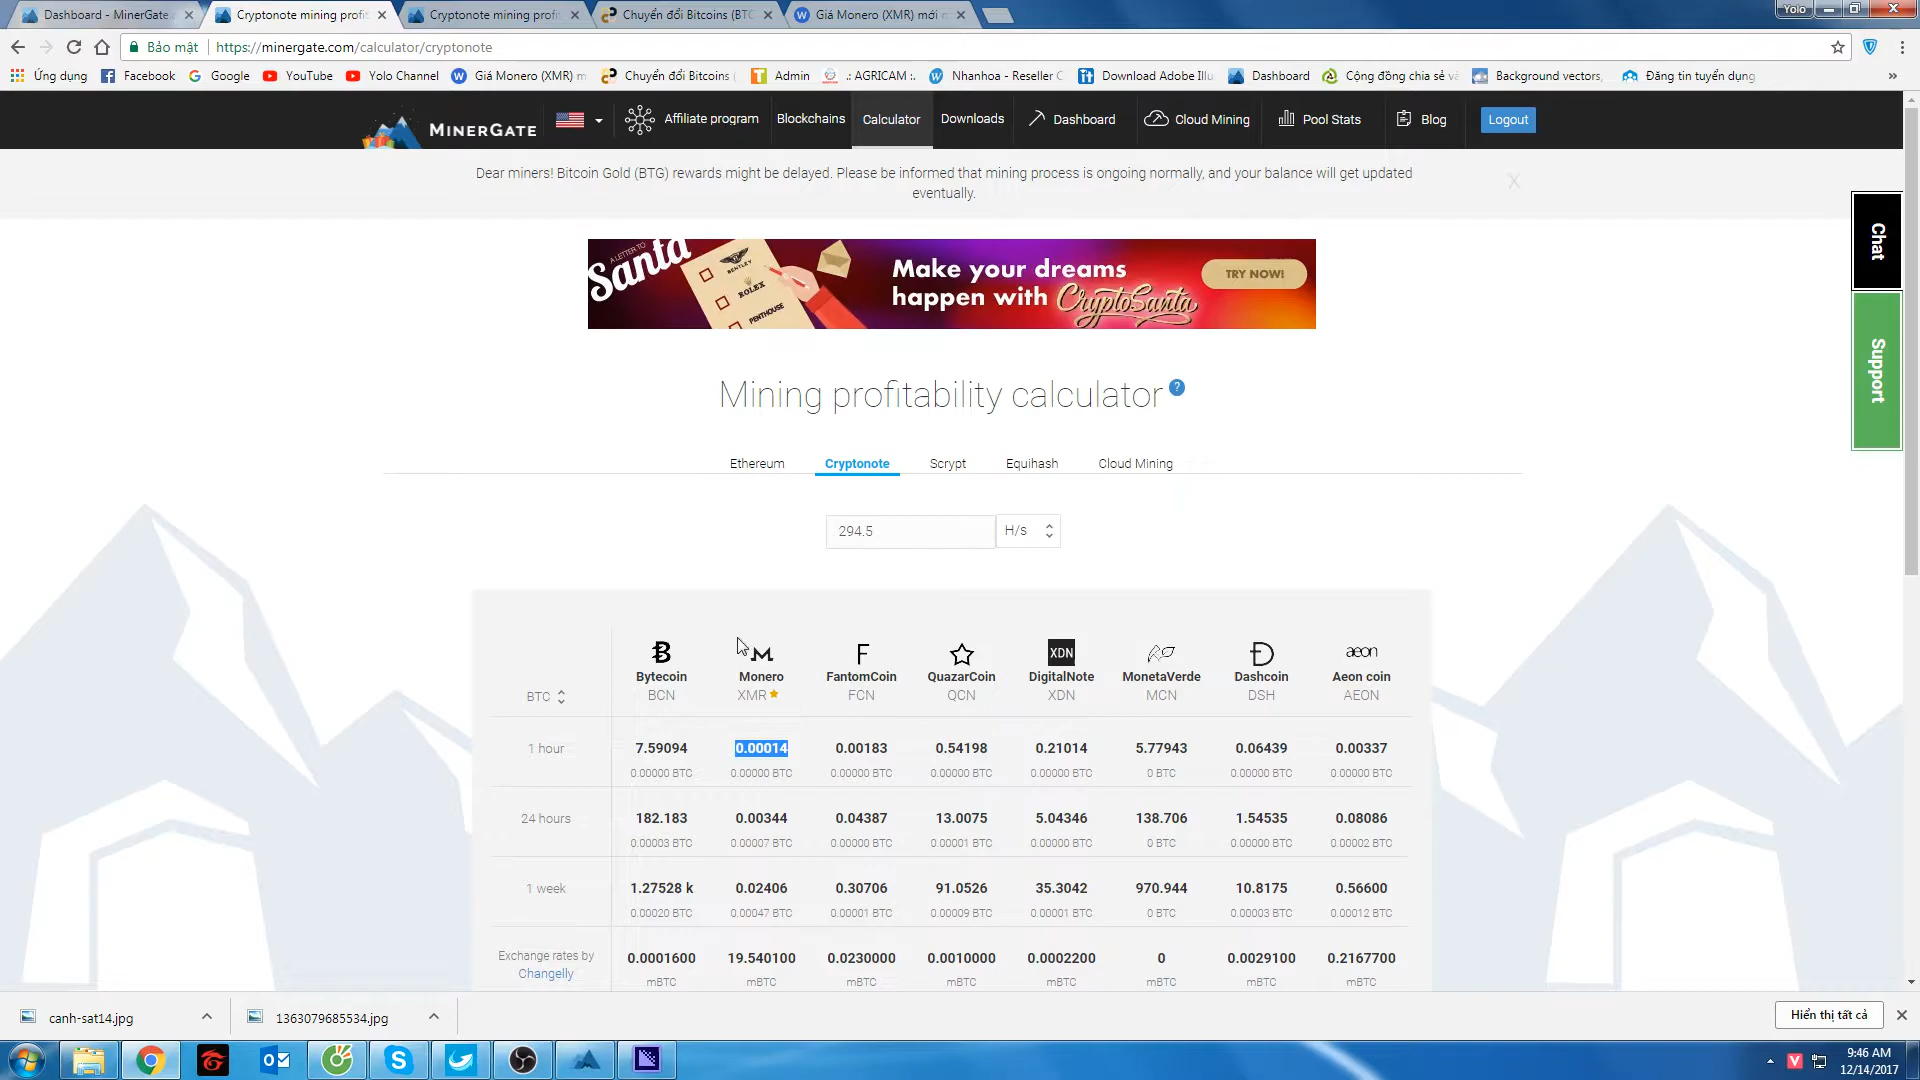 Dashboard - MinerGate
Cryptonote mining profi
Cryptonote mining profi
Chuyển đổi Bitcoins (BTC
Giá Monero (XMR) mới
Yolo
Bảo mật
https://minergate.com/calculator/cryptonote
Ứng dụng
Facebook
Google
YouTube
Yolo Channel
Giá Monero (XMR) m
Chuyển đổi Bitcoins (
Admin
.: AGRICAM :.
Nhanhoa - Reseller C
Download Adobe Illu
Dashboard
Cộng đồng chia sẻ v
Background vectors,
Đăng tin tuyển dụng
»
MINERGATE
Affiliate program
Blockchains
Calculator
Downloads
Dashboard
Cloud Mining
Pool Stats
Blog
Logout
Dear miners! Bitcoin Gold (BTG) rewards might be delayed. Please be informed that mining process is ongoing normally, and your balance will get updated
eventually.
X
A LETTER TO
Santa
BENTLEY
ROLEX
PENTHOUSE
Make your dreams
happen with CryptoSanta
TRY NOW!
Chat
Support
Mining profitability calculator ?
Ethereum
Cryptonote
Scrypt
Equihash
Cloud Mining
294.5 H/s
XDN aeon
Bytecoin Monero FantomCoin QuazarCoin DigitalNote MonetaVerde Dashcoin Aeon coin
BTC BCN XMR FCN QCN XDN MCN DSH AEON
1 hour 7.59094 0.00014 0.00183 0.54198 0.21014 5.77943 0.06439 0.00337
0.00000 BTC 0.00000 BTC 0.00000 BTC 0.00000 BTC 0.00000 BTC 0 BTC 0.00000 BTC 0.00000 BTC
24 hours 182.183 0.00344 0.04387 13.0075 5.04346 138.706 1.54535 0.08086
0.00003 BTC 0.00007 BTC 0.00000 BTC 0.00001 BTC 0.00000 BTC 0 BTC 0.00000 BTC 0.00002 BTC
1 week 1.27528 k 0.02406 0.30706 91.0526 35.3042 970.944 10.8175 0.56600
0.00020 BTC 0.00047 BTC 0.00001 BTC 0.00009 BTC 0.00001 BTC 0 BTC 0.00003 BTC 0.00012 BTC
Exchange rates by 0.0001600 19.540100 0.0230000 0.0010000 0.0002200 0 0.0029100 0.2167700
Changelly mBTC mBTC mBTC mBTC mBTC mBTC mBTC mBTC
canh-sat14.jpg
1363079685534.jpg
Hiển thị tất cả
9:46 AM
12/14/2017